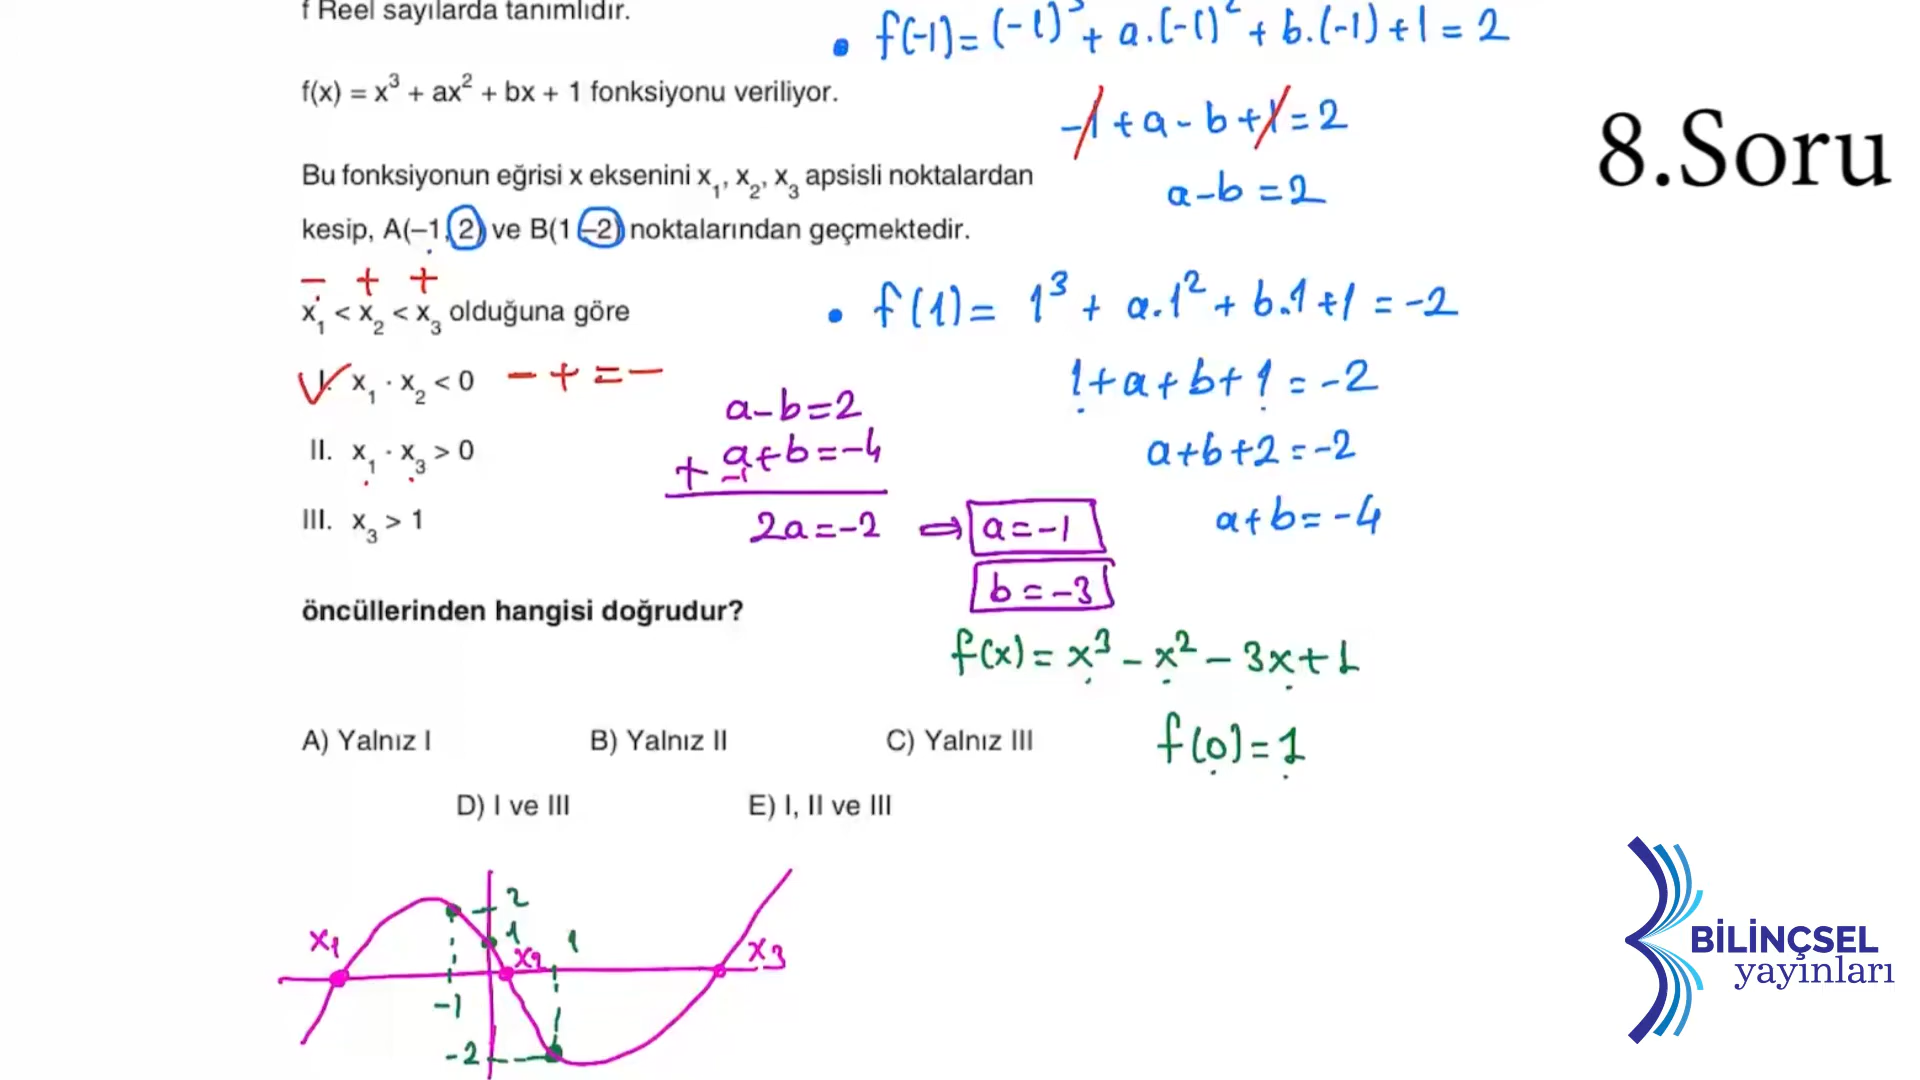 f Reel sayılarda tanımlıdır.
f(x) = x³ + ax² + bx + 1 fonksiyonu veriliyor.
Bu fonksiyonun eğrisi x eksenini x₁, x₂, x₃ apsisli noktalardan
kesip, A(–1, 2) ve B(1 –2) noktalarından geçmektedir.
– + +
x₁ < x₂ < x₃ olduğuna göre
I. x₁ · x₂ < 0 – + = –
II. x₁ · x₃ > 0
III. x₃ > 1
öncüllerinden hangisi doğrudur?
A) Yalnız I B) Yalnız II C) Yalnız III
D) I ve III E) I, II ve III
• f(-1) = (-1)³ + a.(-1)² + b.(-1) + 1 = 2
-1 + a - b + 1 = 2
a - b = 2
• f(1) = 1³ + a.1² + b.1 + 1 = -2
1 + a + b + 1 = -2
a + b + 2 = -2
a + b = -4
a - b = 2
+ a + b = -4
-1
2a = -2 ⇒ a = -1
b = -3
f(x) = x³ - x² - 3x + 1
f(0) = 1
2
1
1
x₁
x₂
x₃
-1
-2
8.Soru
BİLİNÇSEL
yayınları